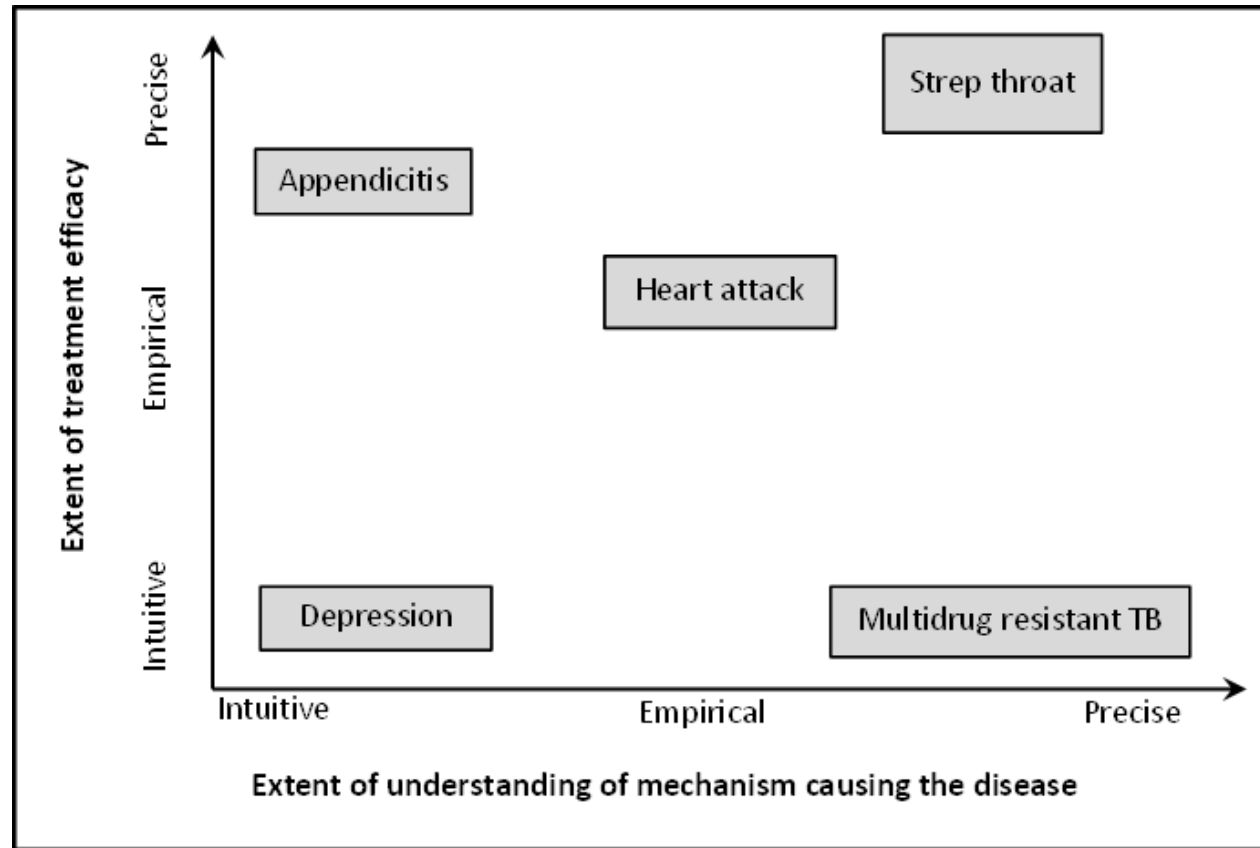 Extent of treatment efficacy
Precise
Empirical
Intuitive
Strep throat
Appendicitis
Heart attack
Depression
Multidrug resistant TB
Intuitive
Empirical
Precise
Extent of understanding of mechanism causing the disease